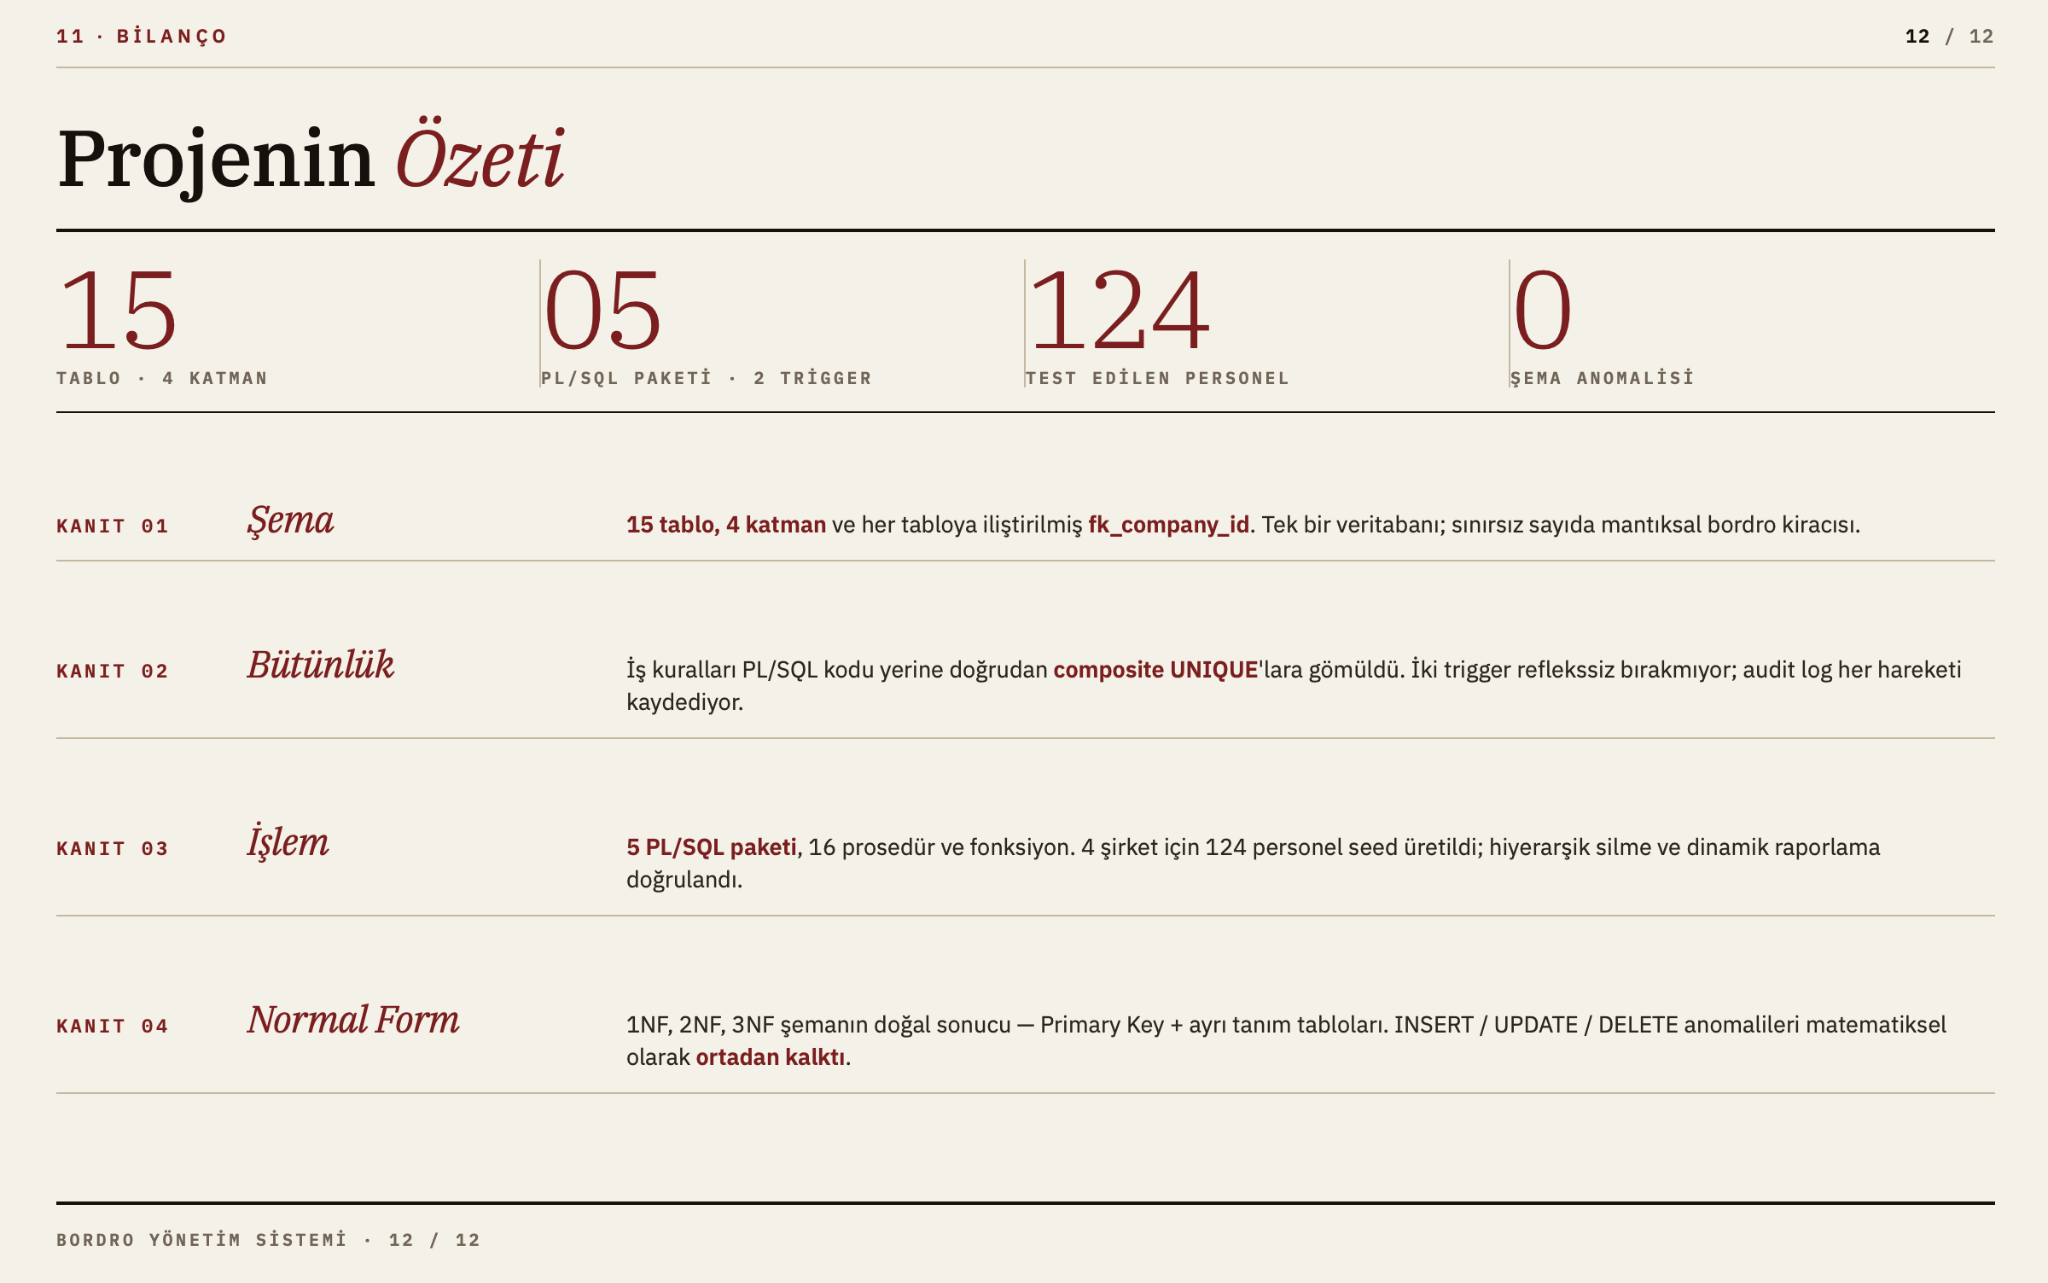 11 · BİLANÇO
12 / 12
Projenin Özeti
15
TABLO · 4 KATMAN
05
PL/SQL PAKETİ · 2 TRİGGER
124
TEST EDİLEN PERSONEL
0
ŞEMA ANOMALİSİ
KANIT 01
Şema
15 tablo, 4 katman ve her tabloya iliştirilmiş fk_company_id. Tek bir veritabanı; sınırsız sayıda mantıksal bordro kiracısı.
KANIT 02
Bütünlük
İş kuralları PL/SQL kodu yerine doğrudan composite UNIQUE'lara gömüldü. İki trigger reflekssiz bırakmıyor; audit log her hareketi
kaydediyor.
KANIT 03
İşlem
5 PL/SQL paketi, 16 prosedür ve fonksiyon. 4 şirket için 124 personel seed üretildi; hiyerarşik silme ve dinamik raporlama
doğrulandı.
KANIT 04
Normal Form
1NF, 2NF, 3NF şemanın doğal sonucu — Primary Key + ayrı tanım tabloları. INSERT / UPDATE / DELETE anomalileri matematiksel
olarak ortadan kalktı.
BORDRO YÖNETİM SİSTEMİ · 12 / 12